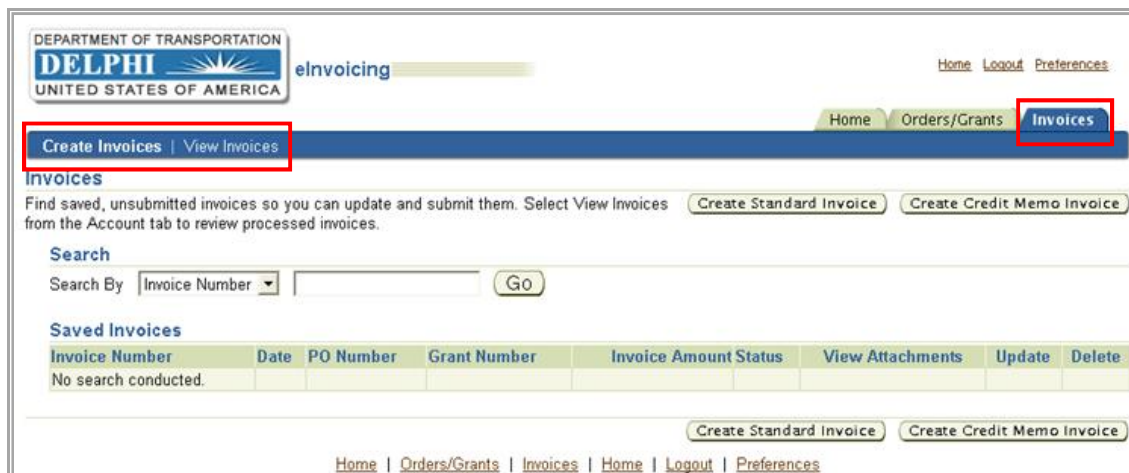 DEPARTMENT OF TRANSPORTATION
DELPHI
UNITED STATES OF AMERICA
eInvoicing
Home Logout Preferences
Home Orders/Grants Invoices
Create Invoices | View Invoices
Invoices
Find saved, unsubmitted invoices so you can update and submit them. Select View Invoices
from the Account tab to review processed invoices.
Create Standard Invoice Create Credit Memo Invoice
Search
Search By Invoice Number Go
Saved Invoices
Invoice Number Date PO Number Grant Number Invoice Amount Status View Attachments Update Delete
No search conducted.
Create Standard Invoice Create Credit Memo Invoice
Home | Orders/Grants | Invoices | Home | Logout | Preferences